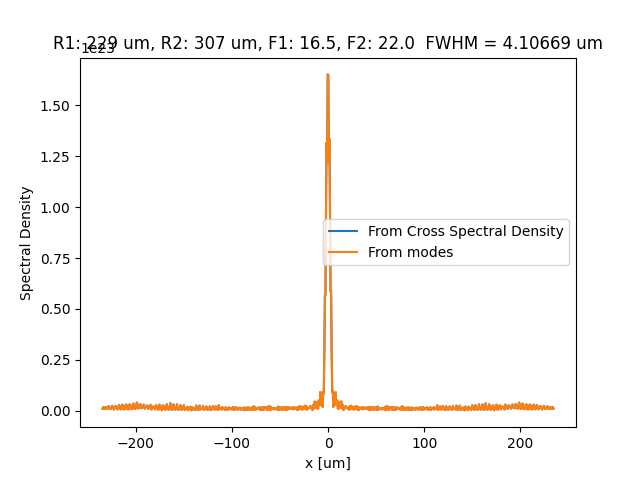 R1: 229 um, R2: 307 um, F1: 16.5, F2: 22.0  FWHM = 4.10669 um
1e23
1.50
1.25
1.00
0.75
0.50
0.25
0.00
Spectral Density
From Cross Spectral Density
From modes
−200
−100
0
100
200
x [um]